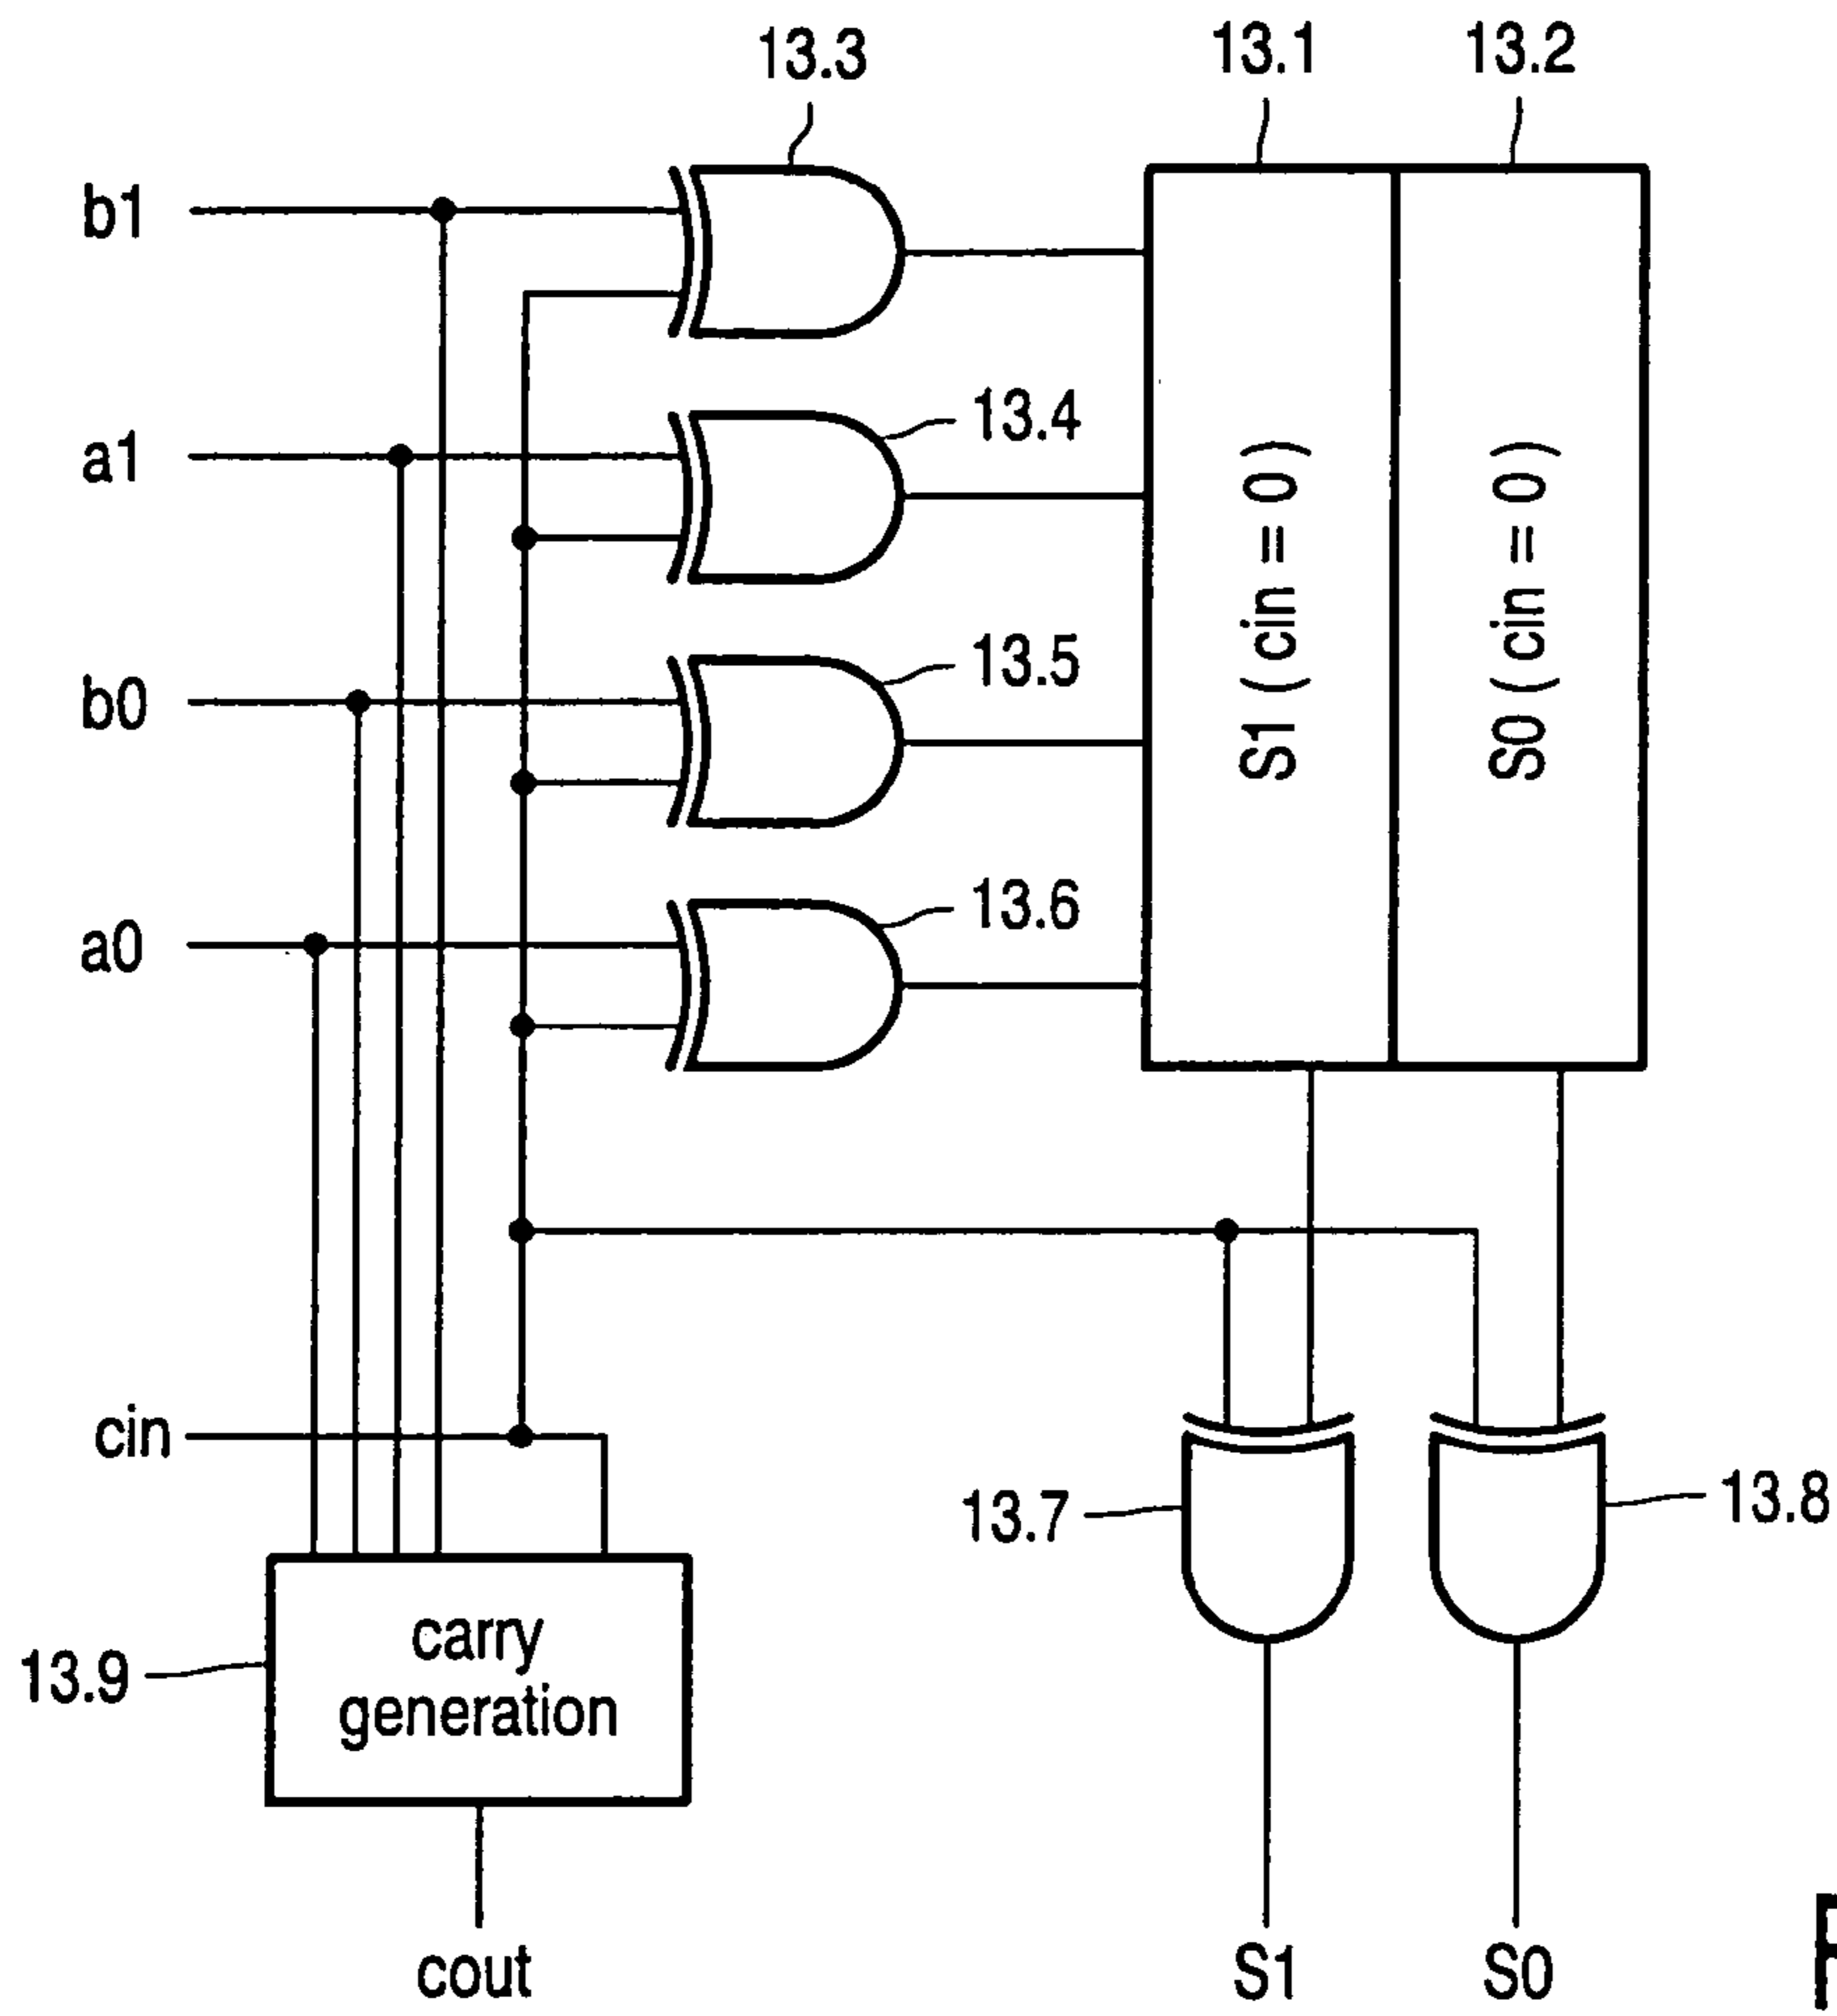 13.3
13.1
13.2
b1
a1
13.4
b0
13.5
a0
13.6
S1 (cin = 0)
S0 (cin = 0)
cin
13.7
13.8
13.9
carry
generation
cout
S1
S0